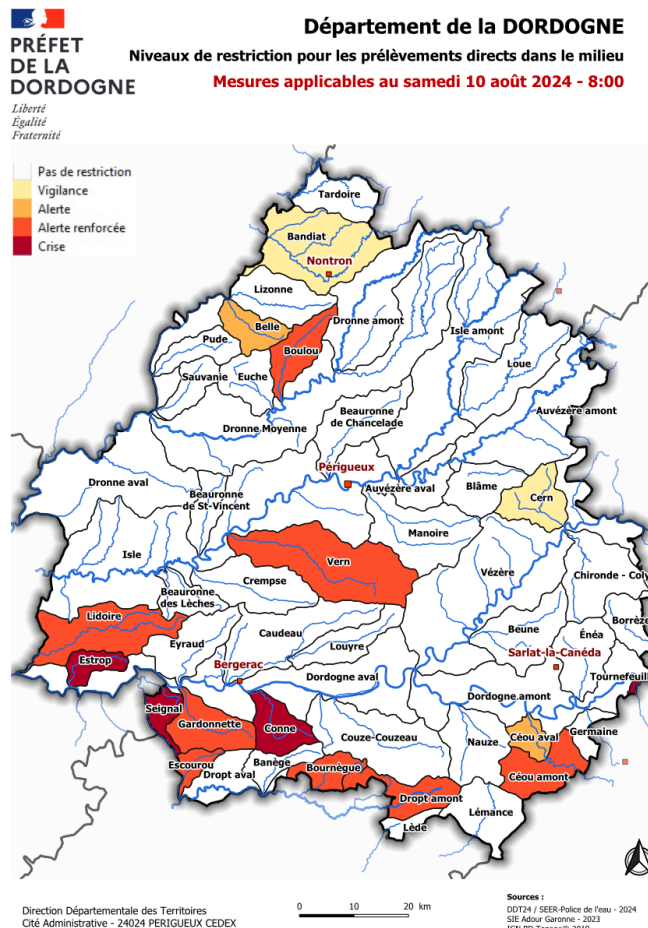 PRÉFET
DE LA
DORDOGNE
Liberté
Égalité
Fraternité
Département de la DORDOGNE
Niveaux de restriction pour les prélèvements directs dans le milieu
Mesures applicables au samedi 10 août 2024 - 8:00
Pas de restriction
Vigilance
Alerte
Alerte renforcée
Crise
Tardoire
Bandiat
Nontron
Lizonne
Belle
Dronne amont
Isle amont
Pude
Boulou
Loue
Sauvanie
Euche
Beauronne
de Chancelade
Auvézère amont
Dronne Moyenne
Périgueux
Dronne aval
Auvézère aval
Blâme
Cern
Beauronne
de St-Vincent
Manoire
Isle
Vern
Vézère
Chironde - Coly
Crempse
Beauronne
des Lèches
Lidoire
Borrèze
Caudeau
Beune
Énéa
Eyraud
Louyre
Sarlat-la-Canéda
Estrop
Bergerac
Dordogne aval
Tournefeuill
Dordogne amont
Seignal
Gardonnette
Conne
Couze-Couzeau
Nauze
Céou aval
Germaine
Escourou
Banège
Bournègue
Dropt aval
Céou amont
Dropt amont
Lémance
Lède
Direction Départementale des Territoires
Cité Administrative - 24024 PERIGUEUX CEDEX
0 10 20 km
Sources :
DDT24 / SEER-Police de l'eau - 2024
SIE Adour Garonne - 2023